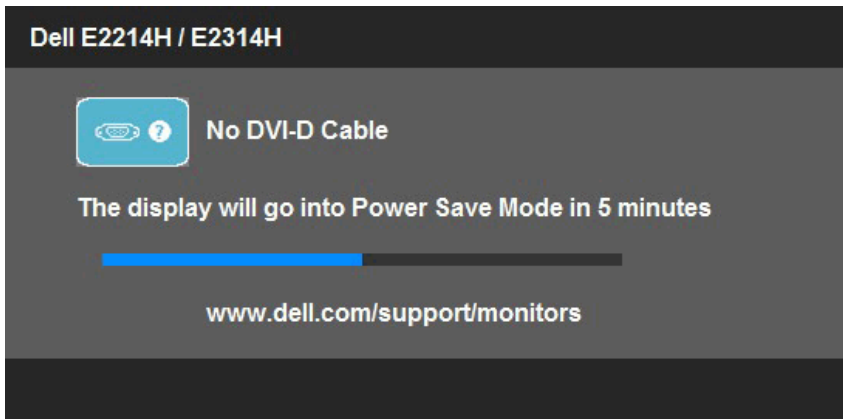 Dell E2214H / E2314H
? No DVI-D Cable
The display will go into Power Save Mode in 5 minutes
www.dell.com/support/monitors